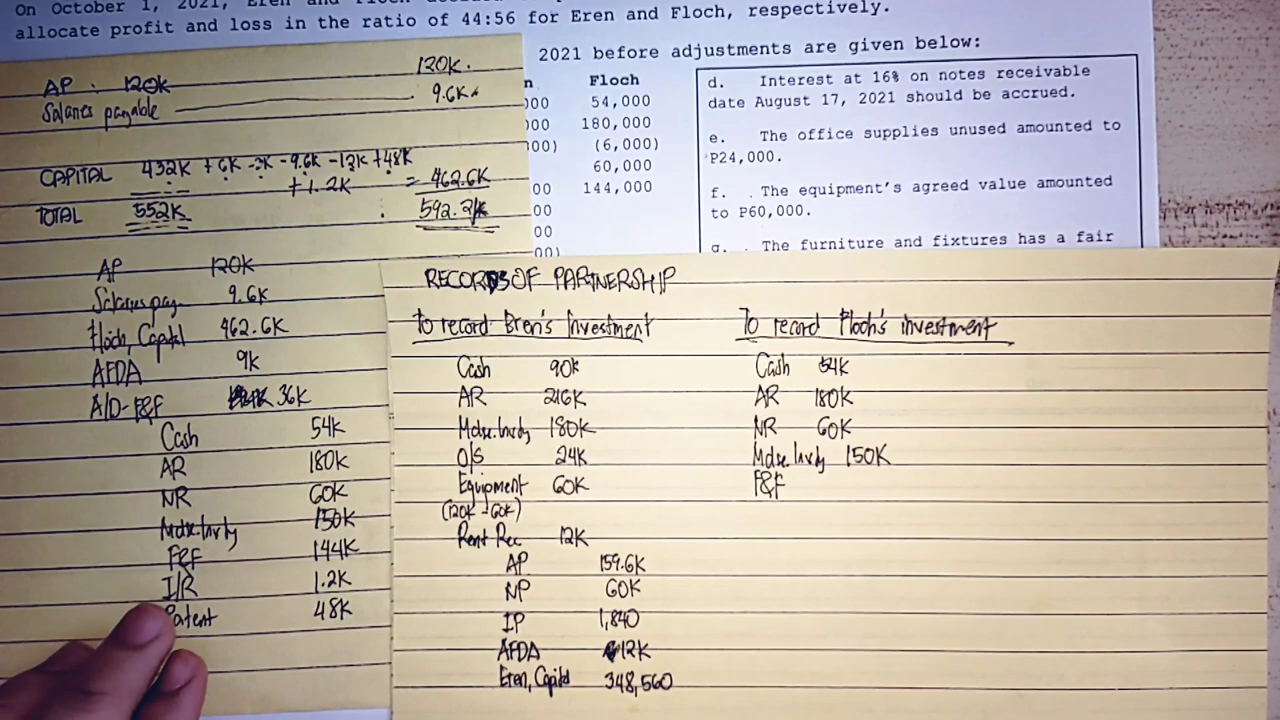 allocate profit and loss in the ratio of 44:56 for Eren and Floch, respectively.
2021 before adjustments are given below:
n Floch
000 54,000
000 180,000
000) (6,000)
60,000
00 144,000
00
00
00)
d. Interest at 16% on notes receivable
date August 17, 2021 should be accrued.
e. The office supplies unused amounted to
P24,000.
f. The equipment's agreed value amounted
to P60,000.
g. The furniture and fixtures has a fair
AP 120K 120K.
Salaries payable 9.6K
CAPITAL 432K + 6K -3K -9.6K -12K +48K
+1.2K = 462.6K
TOTAL 552K 592.2K
AP 120K
Salaries pay. 9.6K
Floch, Capital 462.6K
AFDA 9K
A/D-F&F 36K
Cash 54K
AR 180K
NR 60K
Mdse. Invty 150K
F&F 144K
I/R 1.2K
Patent 48K
RECORDS OF PARTNERSHIP
To record Eren's Investment
Cash 90K
AR 216K
Mdse. Invty 180K
O/S 24K
Equipment 60K
(120K - 60K)
Rent Rec 12K
AP 159.6K
NP 60K
IP 1,840
AFDA 12K
Eren, Capital 348,560
To record Floch's investment
Cash 54K
AR 180K
NR 60K
Mdse. Invty 150K
F&F